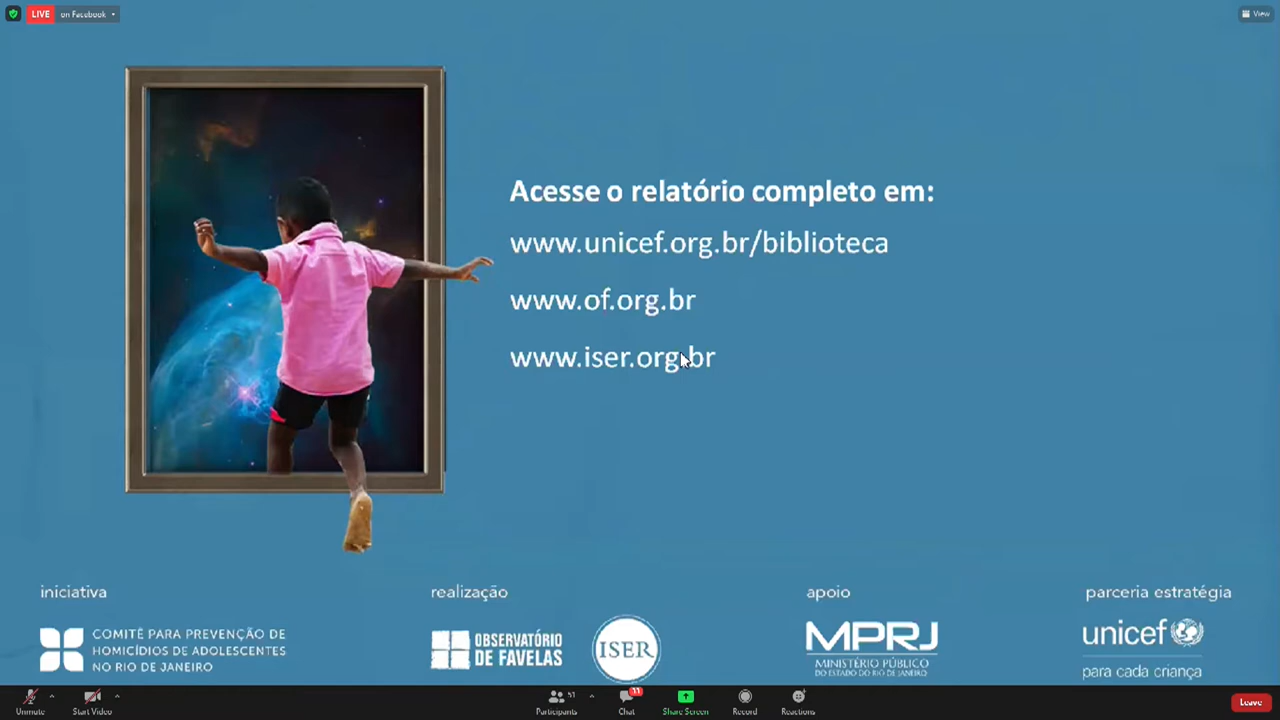 LIVE on Facebook
View
Acesse o relatório completo em:
www.unicef.org.br/biblioteca
www.of.org.br
www.iser.org.br
iniciativa
COMITÊ PARA PREVENÇÃO DE
HOMICÍDIOS DE ADOLESCENTES
NO RIO DE JANEIRO
realização
OBSERVATÓRIO
DE FAVELAS
ISER
apoio
MPRJ
MINISTÉRIO PÚBLICO
DO ESTADO DO RIO DE JANEIRO
parceria estratégia
unicef
para cada criança
Unmute
Start Video
51
Participants
11
Chat
Share Screen
Record
Reactions
Leave